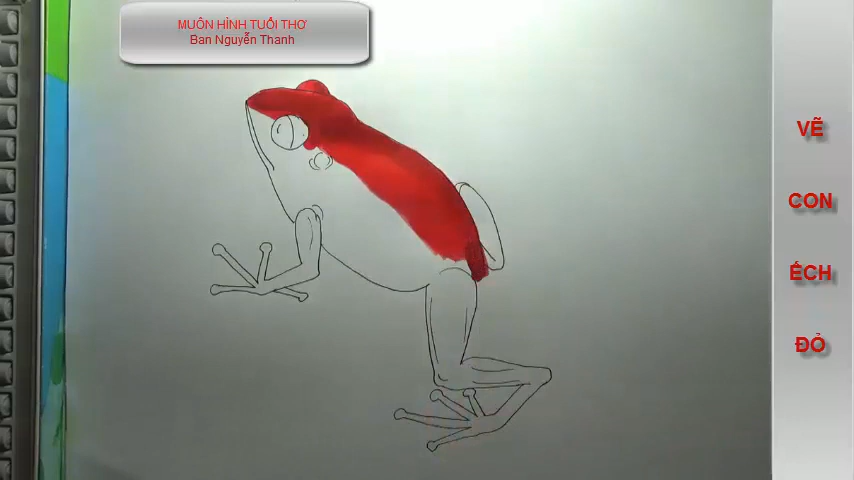 MUÔN HÌNH TUỔI THƠ
Ban Nguyễn Thanh
VẼ
CON
ẾCH
ĐỎ